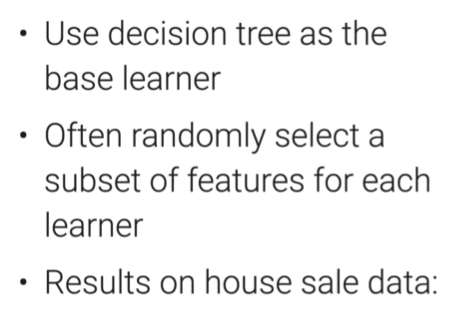 • Use decision tree as the
base learner
• Often randomly select a
subset of features for each
learner
• Results on house sale data: